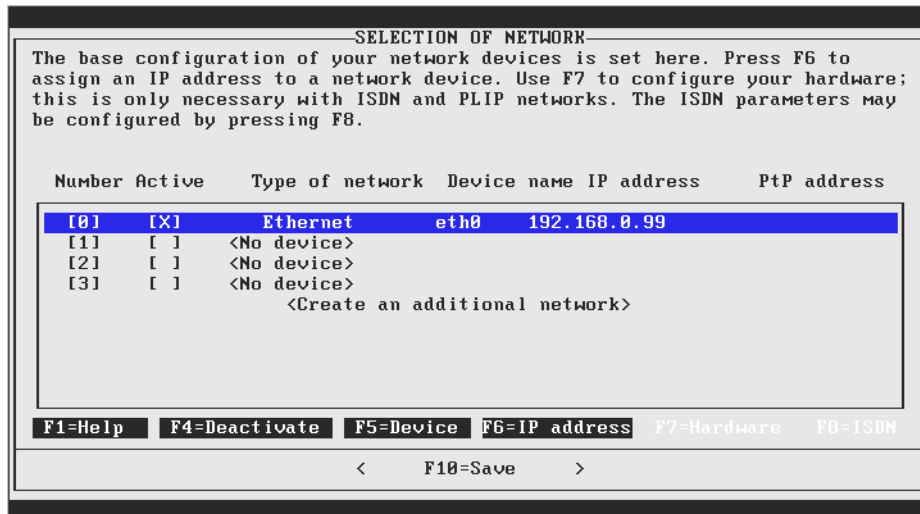 SELECTION OF NETWORK
The base configuration of your network devices is set here. Press F6 to
assign an IP address to a network device. Use F7 to configure your hardware;
this is only necessary with ISDN and PLIP networks. The ISDN parameters may
be configured by pressing F8.
Number Active Type of network Device name IP address PtP address
[0] [X] Ethernet eth0 192.168.0.99
[1] [ ] <No device>
[2] [ ] <No device>
[3] [ ] <No device>
<Create an additional network>
F1=Help F4=Deactivate F5=Device F6=IP address F7=Hardware F8=ISDN
< F10=Save >